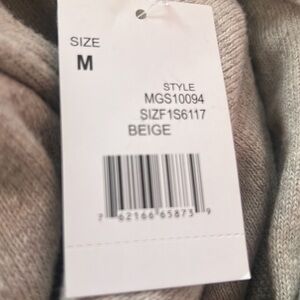 SIZE
M
STYLE
MGS10094
SIZF1S6117
BEIGE
7 62166 65873 9